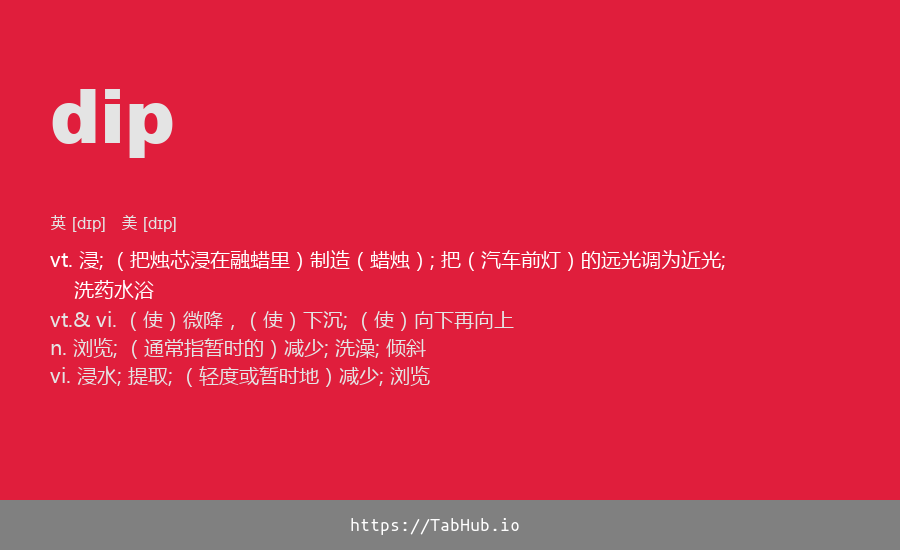 dip
英 [dɪp] 美 [dɪp]
vt. 浸; （把烛芯浸在融蜡里）制造（蜡烛）; 把（汽车前灯）的远光调为近光;
洗药水浴
vt.& vi. （使）微降，（使）下沉; （使）向下再向上
n. 浏览; （通常指暂时的）减少; 洗澡; 倾斜
vi. 浸水; 提取; （轻度或暂时地）减少; 浏览
https://TabHub.io